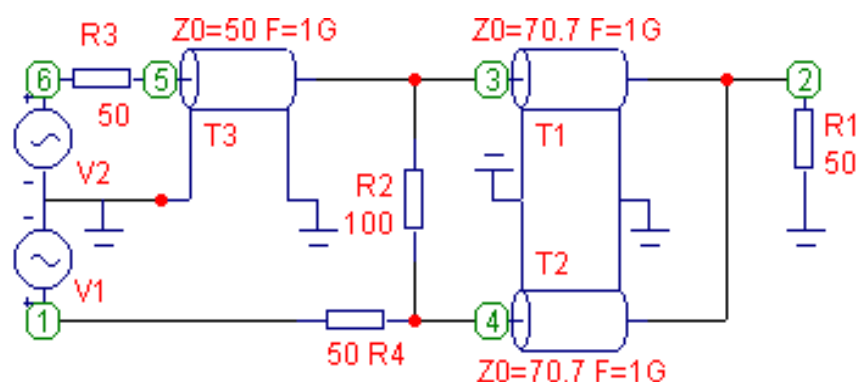 R3
Z0=50 F=1G
Z0=70.7 F=1G
6
5
3
2
50
T3
T1
R1
50
V2
R2
100
T2
V1
1
4
50 R4
Z0=70.7 F=1G